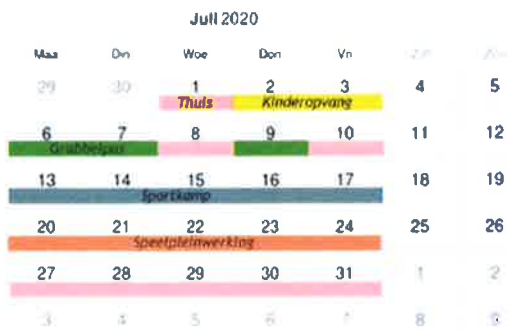 Juli 2020
Maa Din Woe Don Vri
29 30 1 2 3 4 5
Thuis Kinderopvang
6 7 8 9 10 11 12
Grabbelpas
13 14 15 16 17 18 19
Sportkamp
20 21 22 23 24 25 26
Speelpleinwerking
27 28 29 30 31 1 2
3 4 5 6 7 8 9